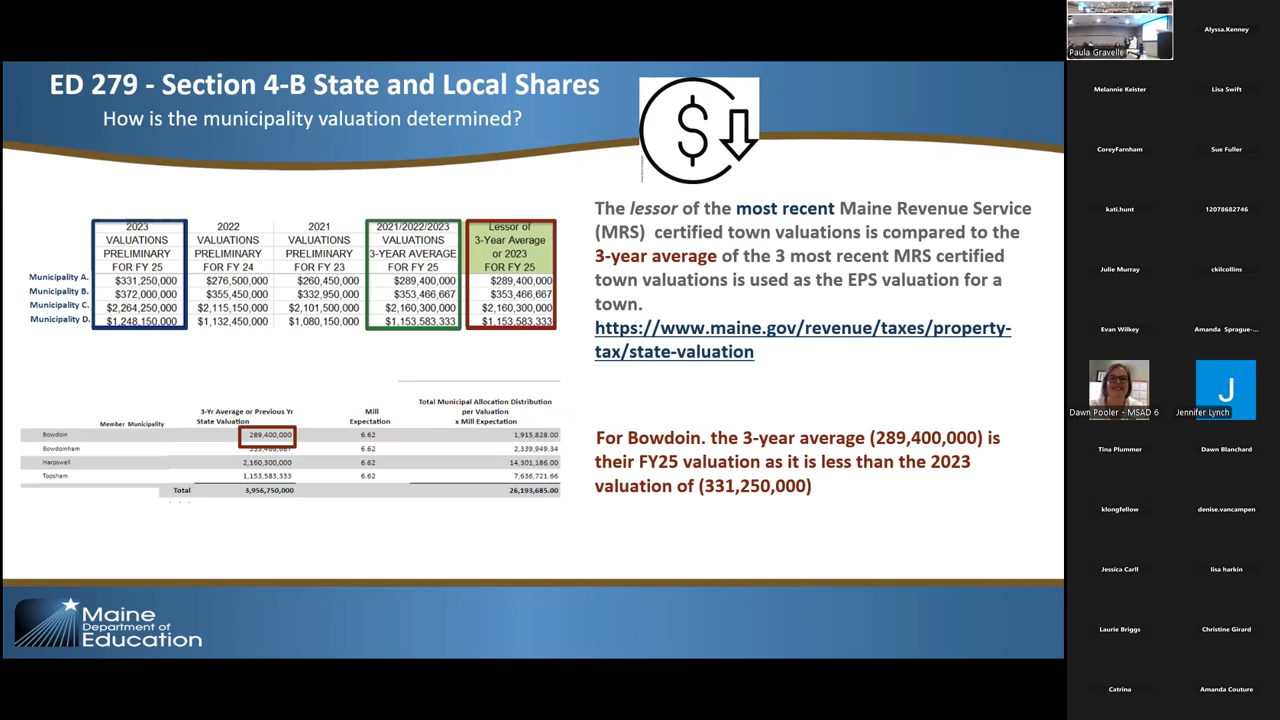 ED 279 - Section 4-B State and Local Shares
How is the municipality valuation determined?
2023 2022 2021 2021/2022/2023 Lessor of
VALUATIONS VALUATIONS VALUATIONS VALUATIONS 3-Year Average
PRELIMINARY PRELIMINARY PRELIMINARY 3-YEAR AVERAGE or 2023
FOR FY 25 FOR FY 24 FOR FY 23 FOR FY 25 FOR FY 25
Municipality A. $331,250,000 $276,500,000 $260,450,000 $289,400,000 $289,400,000
Municipality B. $372,000,000 $355,450,000 $332,950,000 $353,466,667 $353,466,667
Municipality C. $2,264,250,000 $2,115,150,000 $2,101,500,000 $2,160,300,000 $2,160,300,000
Municipality D. $1,248,150,000 $1,132,450,000 $1,080,150,000 $1,153,583,333 $1,153,583,333
Total Municipal Allocation Distribution
3-Yr Average or Previous Yr Mill per Valuation
Member Municipality State Valuation Expectation x Mill Expectation
Bowdoin 289,400,000 6.62 1,915,828.00
Bowdoinham 353,466,667 6.62 2,339,949.34
Harpswell 2,160,300,000 6.62 14,301,186.00
Topsham 1,153,583,333 6.62 7,636,721.66
Total 3,956,750,000 26,193,685.00
The lessor of the most recent Maine Revenue Service
(MRS) certified town valuations is compared to the
3-year average of the 3 most recent MRS certified
town valuations is used as the EPS valuation for a
town.
https://www.maine.gov/revenue/taxes/property-
tax/state-valuation
For Bowdoin. the 3-year average (289,400,000) is
their FY25 valuation as it is less than the 2023
valuation of (331,250,000)
Maine
Department of
Education
Paula Gravelle
Alyssa.Kenney
Melannie Keister
Lisa Swift
CoreyFarnham
Sue Fuller
kati.hunt
12078682746
Julie Murray
ckilcollins
Evan Wilkey
Amanda Sprague-...
Dawn Pooler - MSAD 6
J
Jennifer Lynch
Tina Plummer
Dawn Blanchard
klongfellow
denise.vancampen
Jessica Carll
lisa harkin
Laurie Briggs
Christine Girard
Catrina
Amanda Couture